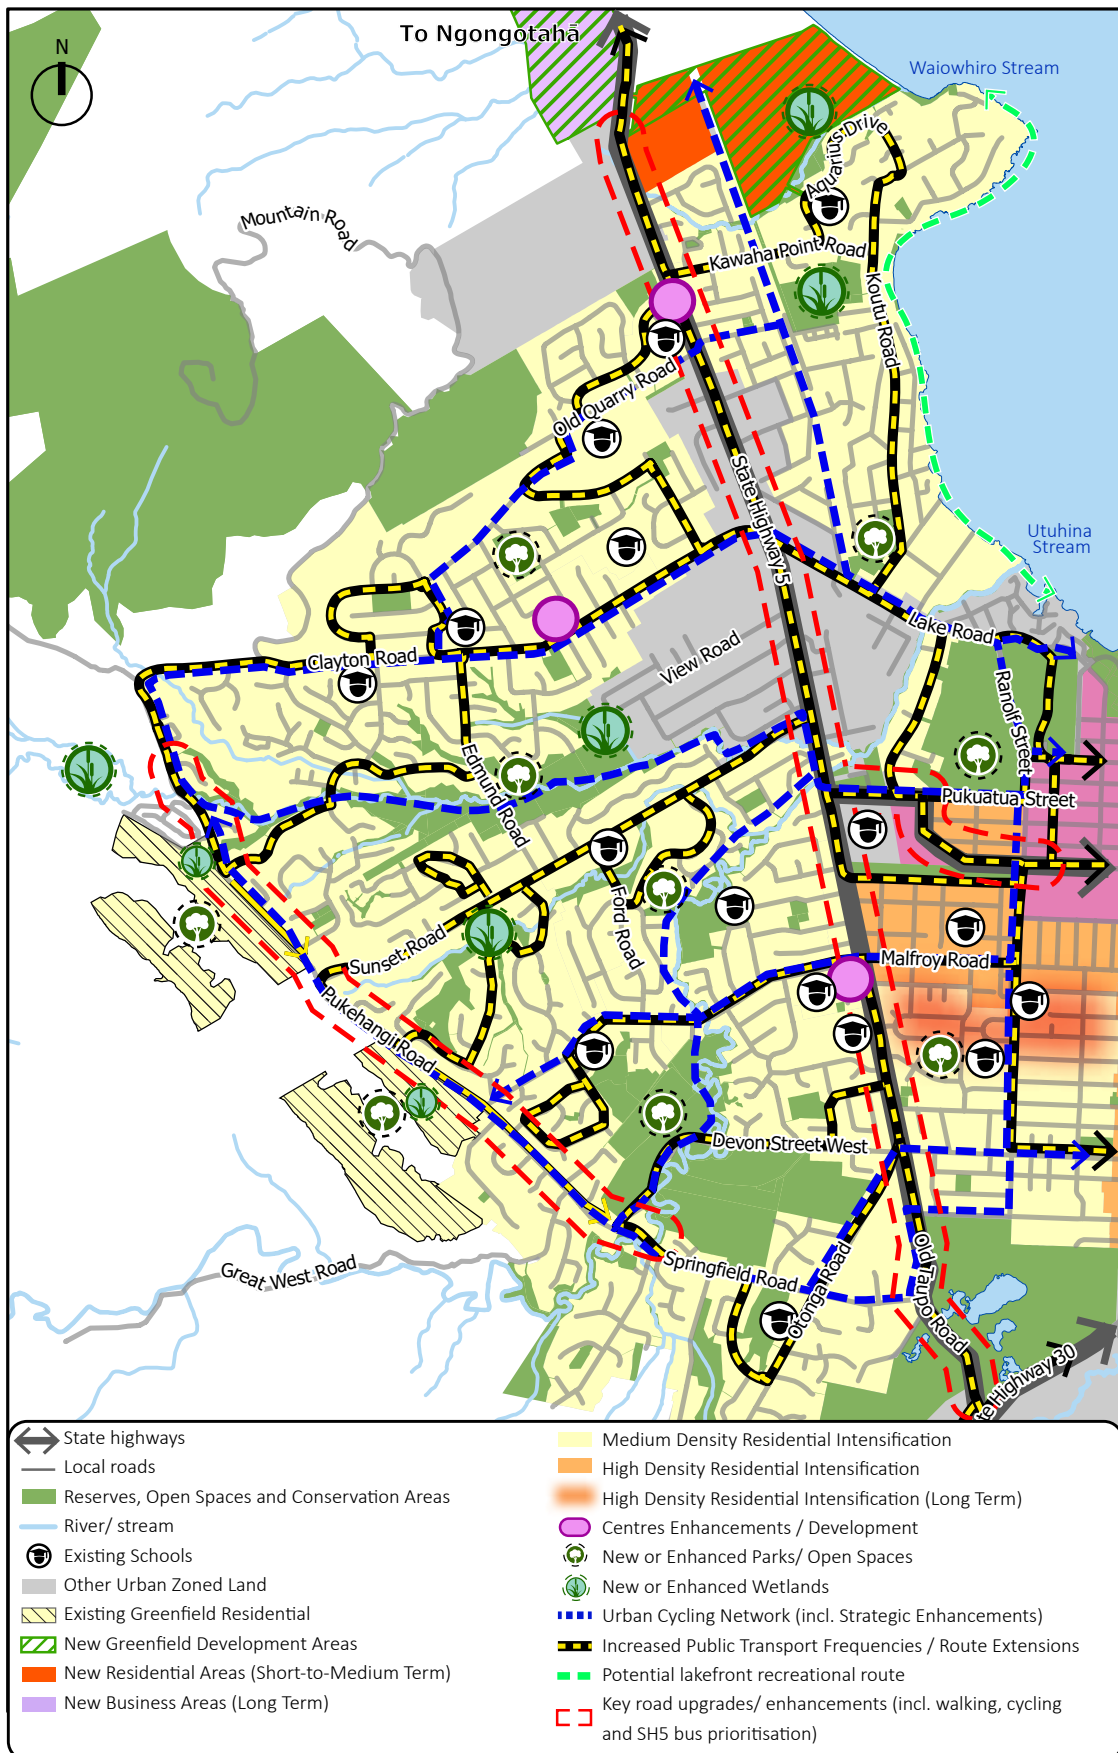 To Ngongotahā
N
Waiowhiro Stream
Aquarius Drive
Mountain Road
Kawaha Point Road
Koutu Road
Old Quarry Road
State Highway 5
Utuhina
Stream
Lake Road
Clayton Road
View Road
Ranolf Street
Edmund Road
Pukuatua Street
Ford Road
Sunset Road
Malfroy Road
Pukehangi Road
Devon Street West
Great West Road
Springfield Road
Otonga Road
Old Taupo Road
te Highway 30
State highways
Local roads
Reserves, Open Spaces and Conservation Areas
River/ stream
Existing Schools
Other Urban Zoned Land
Existing Greenfield Residential
New Greenfield Development Areas
New Residential Areas (Short-to-Medium Term)
New Business Areas (Long Term)
Medium Density Residential Intensification
High Density Residential Intensification
High Density Residential Intensification (Long Term)
Centres Enhancements / Development
New or Enhanced Parks/ Open Spaces
New or Enhanced Wetlands
Urban Cycling Network (incl. Strategic Enhancements)
Increased Public Transport Frequencies / Route Extensions
Potential lakefront recreational route
Key road upgrades/ enhancements (incl. walking, cycling
and SH5 bus prioritisation)